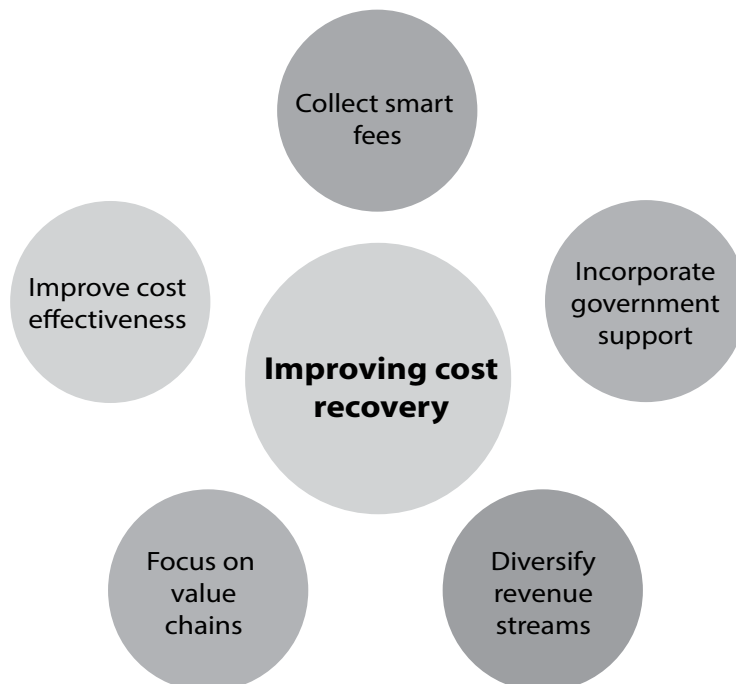 Collect smart
fees
Improve cost
effectiveness
Incorporate
government
support
Improving cost
recovery
Focus on
value
chains
Diversify
revenue
streams